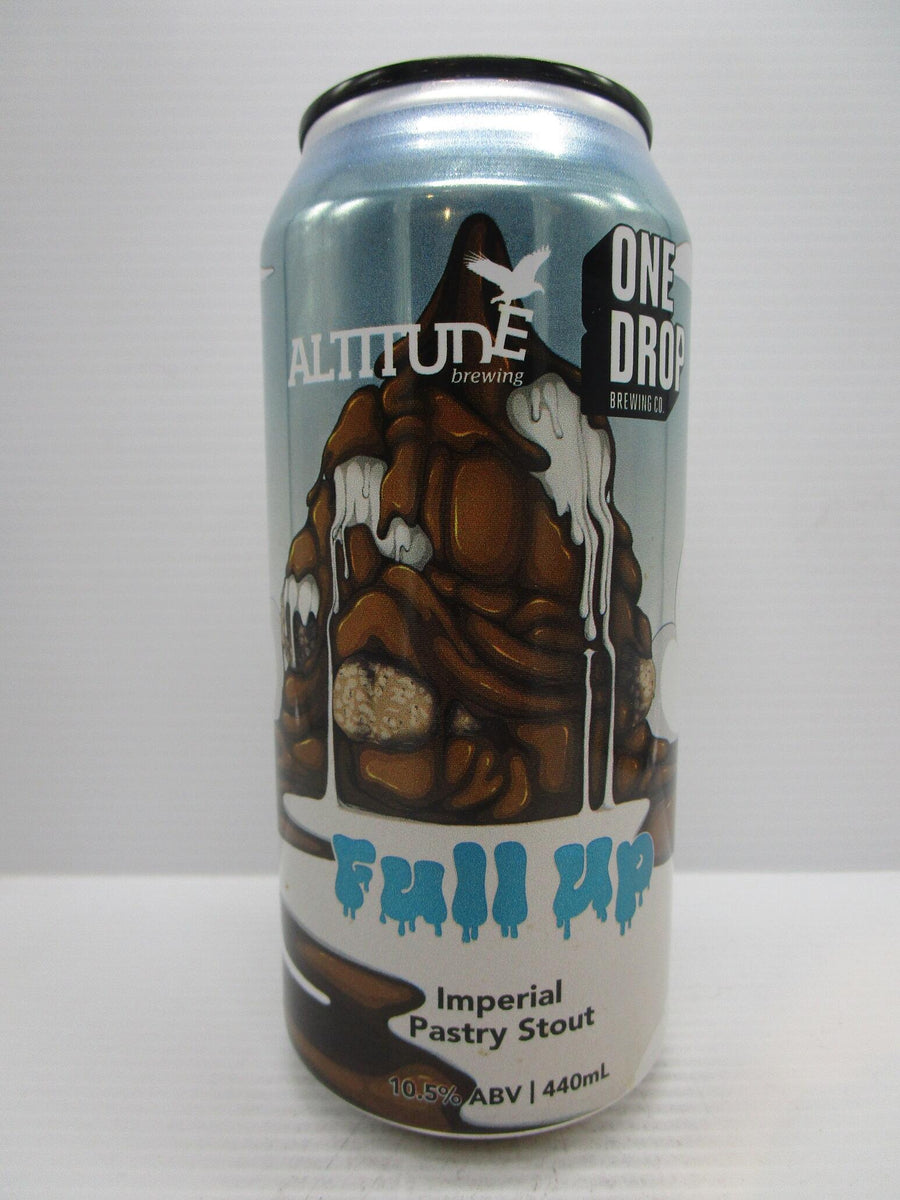 ALTITUDE
brewing
ONE
DROP
BREWING CO.
Full Up
Imperial
Pastry Stout
10.5% ABV | 440mL